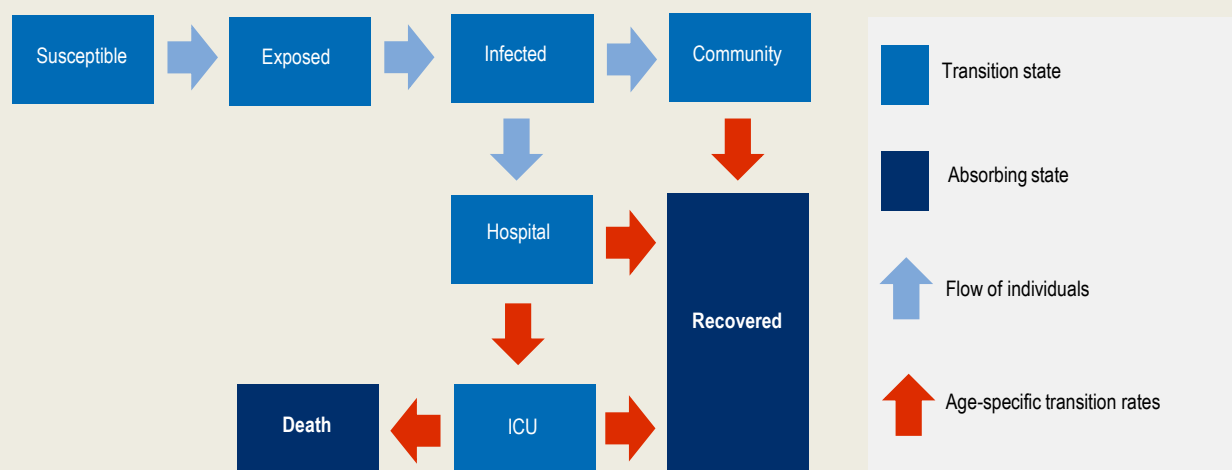 Susceptible
Exposed
Infected
Community
Hospital
Recovered
Death
ICU
Transition state
Absorbing state
Flow of individuals
Age-specific transition rates